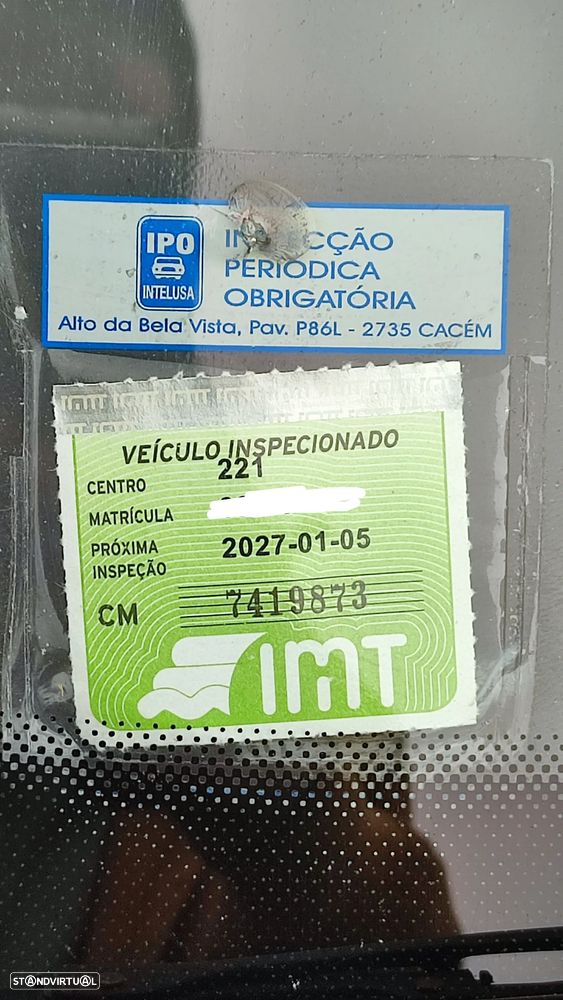 IPO
INTELUSA
INSPECÇÃO
PERIODICA
OBRIGATÓRIA
Alto da Bela Vista, Pav. P86L - 2735 CACÉM
VEÍCULO INSPECIONADO
CENTRO 221
MATRÍCULA
PRÓXIMA
INSPEÇÃO 2027-01-05
CM 7419873
IMT
STANDVIRTUAL